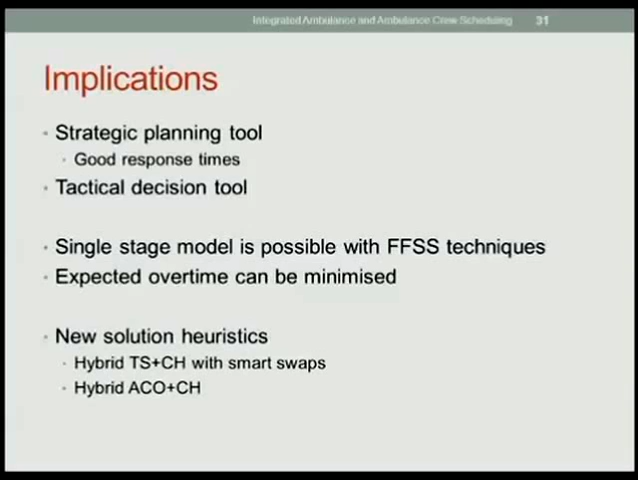 Integrated Ambulance and Ambulance Crew Scheduling 31
Implications
• Strategic planning tool
• Good response times
• Tactical decision tool
• Single stage model is possible with FFSS techniques
• Expected overtime can be minimised
• New solution heuristics
• Hybrid TS+CH with smart swaps
• Hybrid ACO+CH